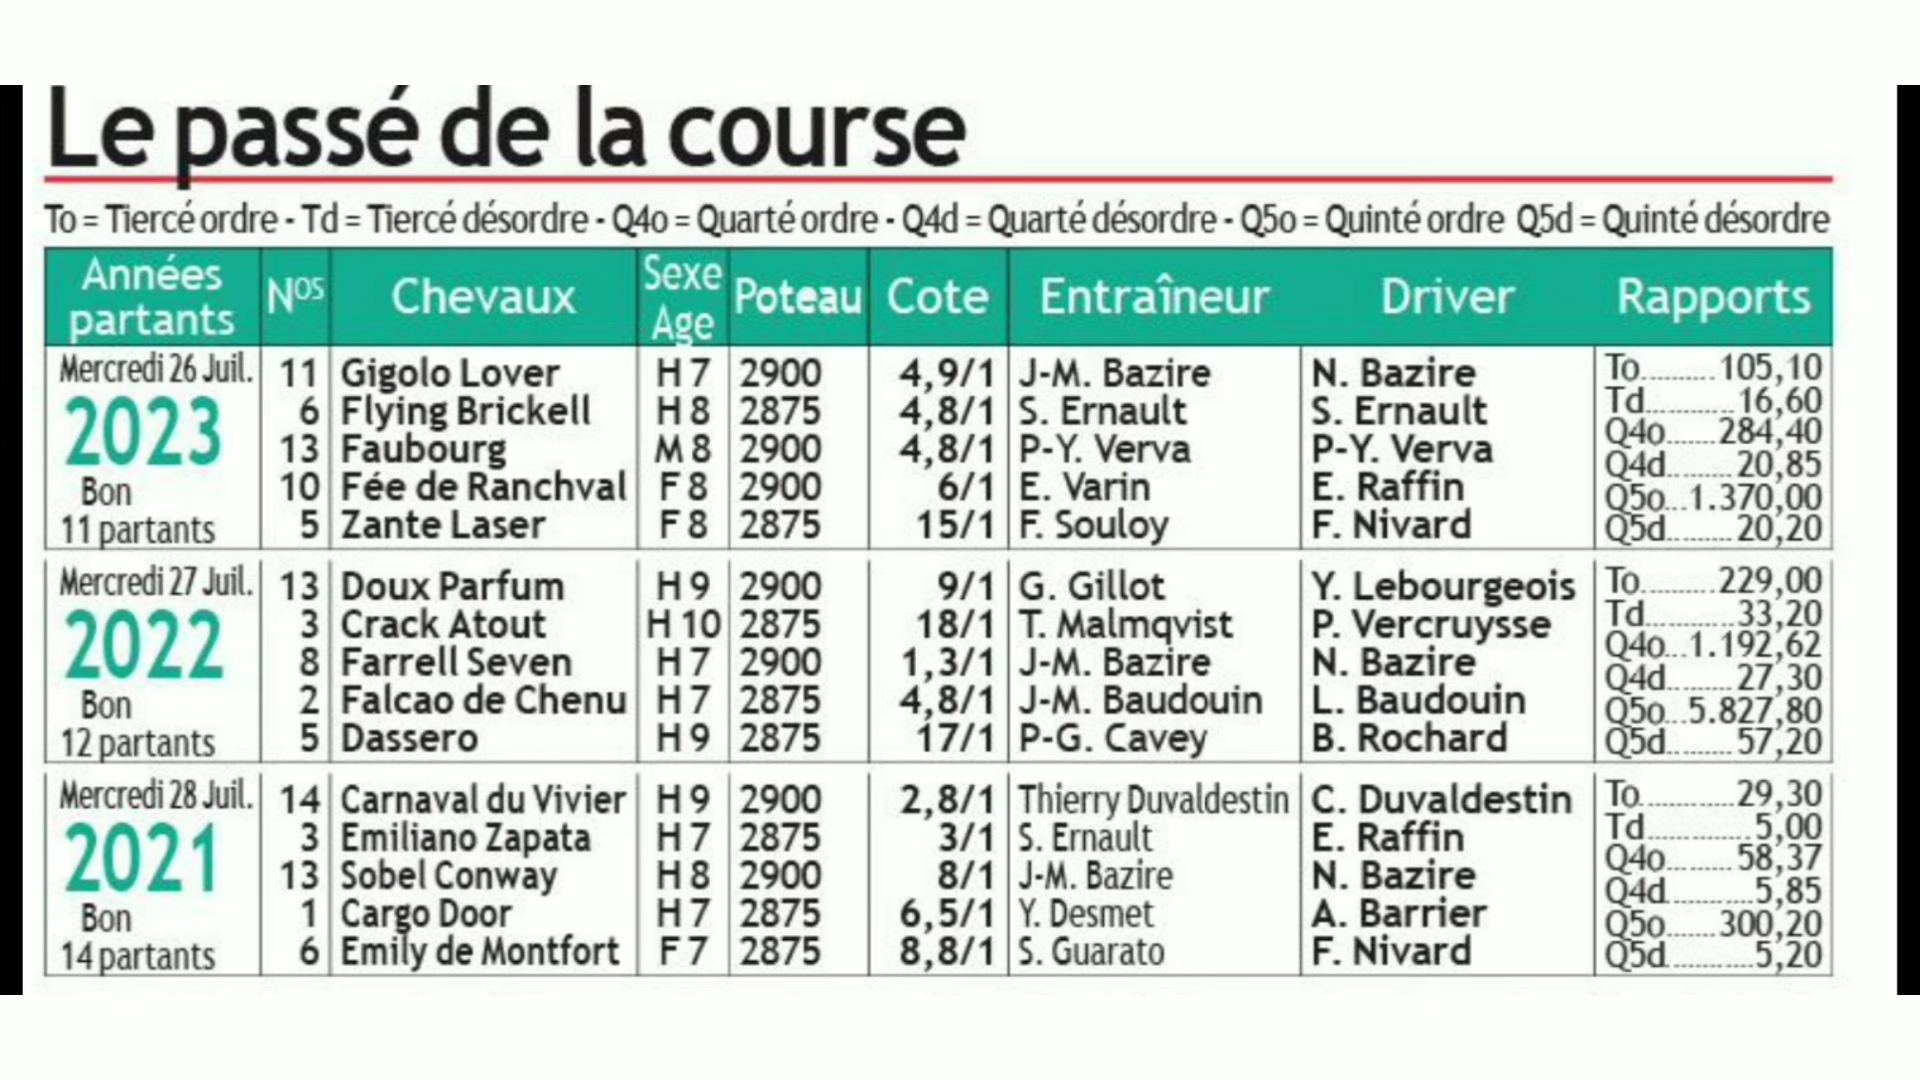 Le passé de la course
To = Tiercé ordre - Td = Tiercé désordre - Q4o = Quarté ordre - Q4d = Quarté désordre - Q5o = Quinté ordre Q5d = Quinté désordre
Années partants Nos Chevaux Sexe Age Poteau Cote Entraîneur Driver Rapports
Mercredi 26 Juil.
2023
Bon
11 partants
11 Gigolo Lover H 7 2900 4,9/1 J-M. Bazire N. Bazire
6 Flying Brickell H 8 2875 4,8/1 S. Ernault S. Ernault
13 Faubourg M 8 2900 4,8/1 P-Y. Verva P-Y. Verva
10 Fée de Ranchval F 8 2900 6/1 E. Varin E. Raffin
5 Zante Laser F 8 2875 15/1 F. Souloy F. Nivard
To..........105,10
Td............16,60
Q4o.......284,40
Q4d.........20,85
Q5o...1.370,00
Q5d.........20,20
Mercredi 27 Juil.
2022
Bon
12 partants
13 Doux Parfum H 9 2900 9/1 G. Gillot Y. Lebourgeois
3 Crack Atout H 10 2875 18/1 T. Malmqvist P. Vercruysse
8 Farrell Seven H 7 2900 1,3/1 J-M. Bazire N. Bazire
2 Falcao de Chenu H 7 2875 4,8/1 J-M. Baudouin L. Baudouin
5 Dassero H 9 2875 17/1 P-G. Cavey B. Rochard
To..........229,00
Td............33,20
Q4o...1.192,62
Q4d.........27,30
Q5o...5.827,80
Q5d.........57,20
Mercredi 28 Juil.
2021
Bon
14 partants
14 Carnaval du Vivier H 9 2900 2,8/1 Thierry Duvaldestin C. Duvaldestin
3 Emiliano Zapata H 7 2875 3/1 S. Ernault E. Raffin
13 Sobel Conway H 8 2900 8/1 J-M. Bazire N. Bazire
1 Cargo Door H 7 2875 6,5/1 Y. Desmet A. Barrier
6 Emily de Montfort F 7 2875 8,8/1 S. Guarato F. Nivard
To............29,30
Td..............5,00
Q4o.........58,37
Q4d...........5,85
Q5o.......300,20
Q5d...........5,20